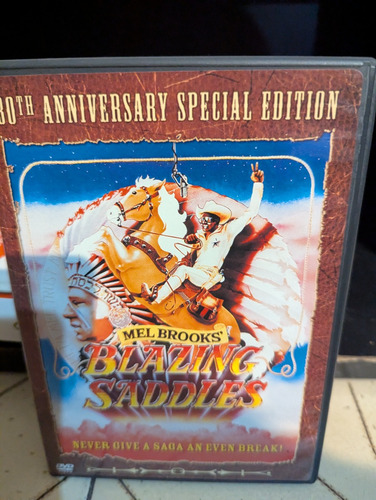 30TH ANNIVERSARY SPECIAL EDITION
MEL BROOKS'
BLAZING
SADDLES
NEVER GIVE A SAGA AN EVEN BREAK!
DVD